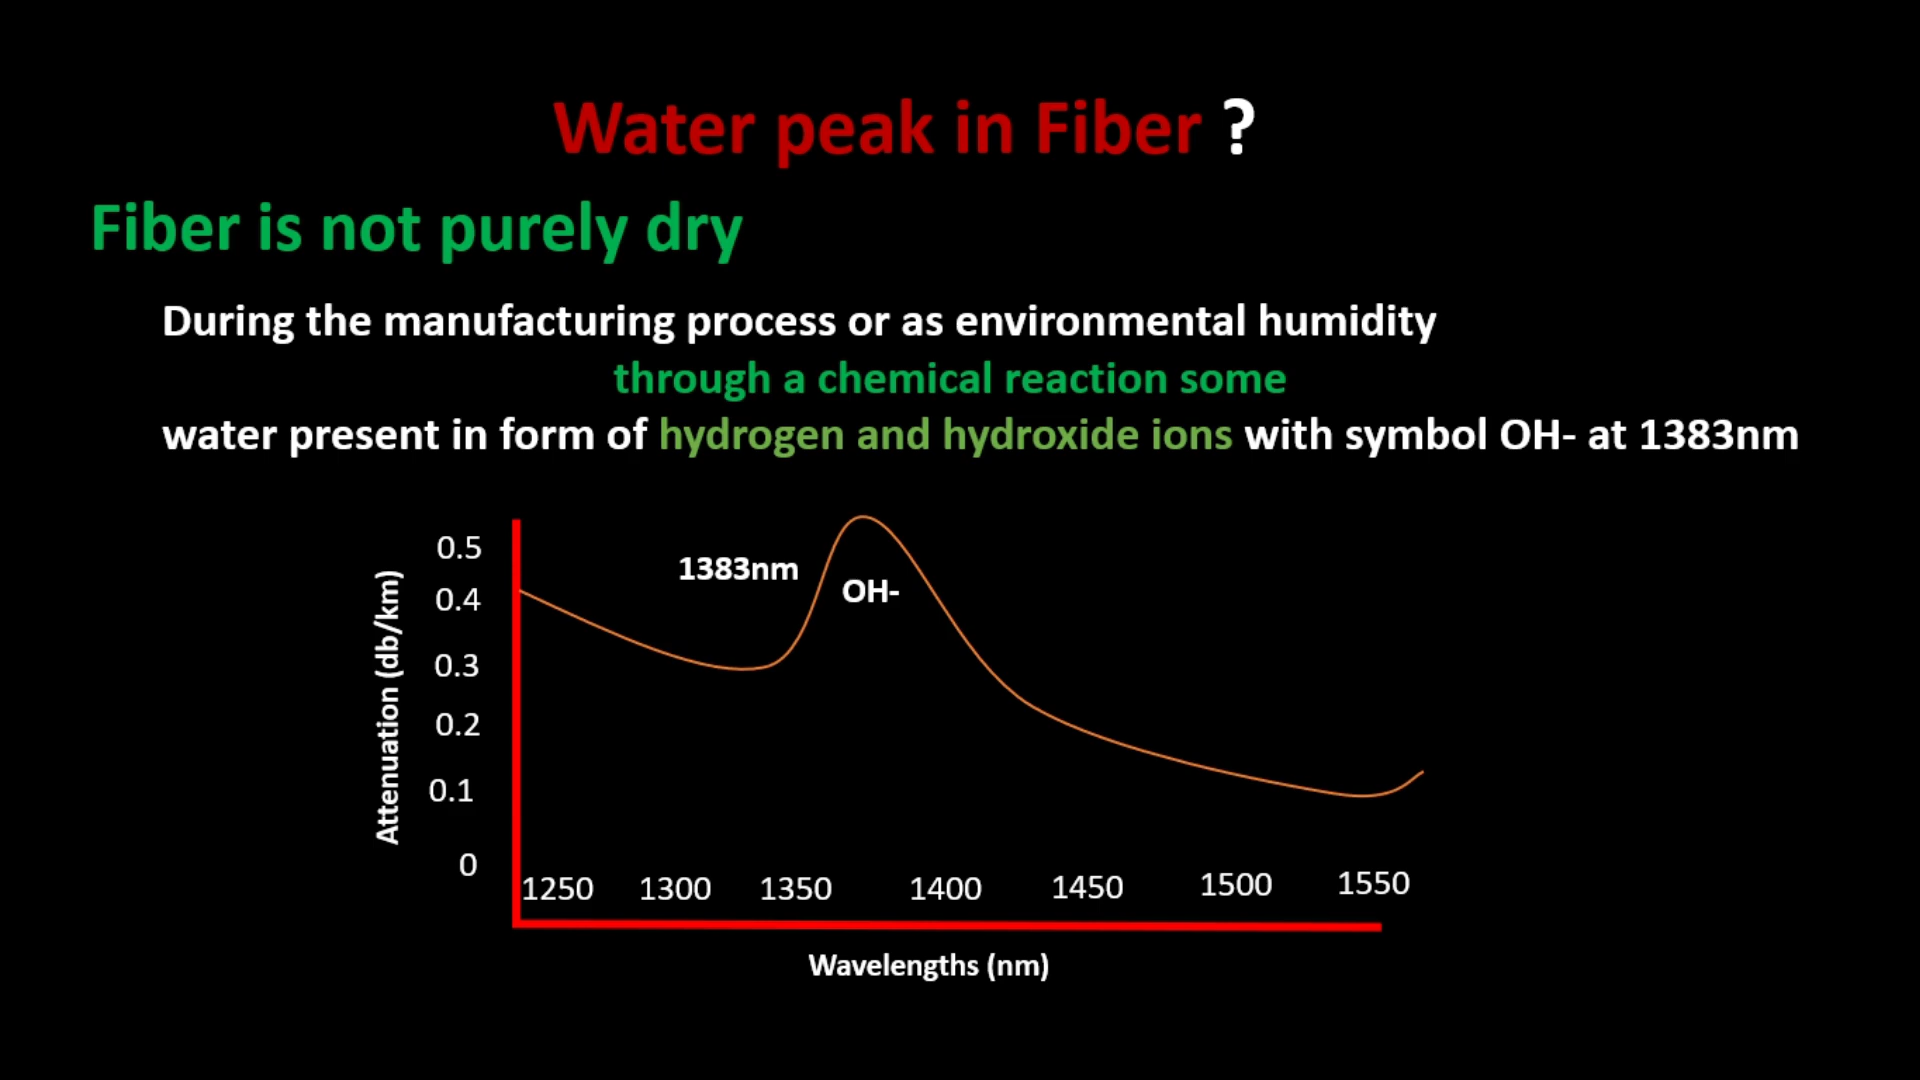 Water peak in Fiber ?
Fiber is not purely dry
During the manufacturing process or as environmental humidity
through a chemical reaction some
water present in form of hydrogen and hydroxide ions with symbol OH- at 1383nm
Attenuation (db/km)
0.5
0.4
0.3
0.2
0.1
0
1383nm
OH-
1250 1300 1350 1400 1450 1500 1550
Wavelengths (nm)